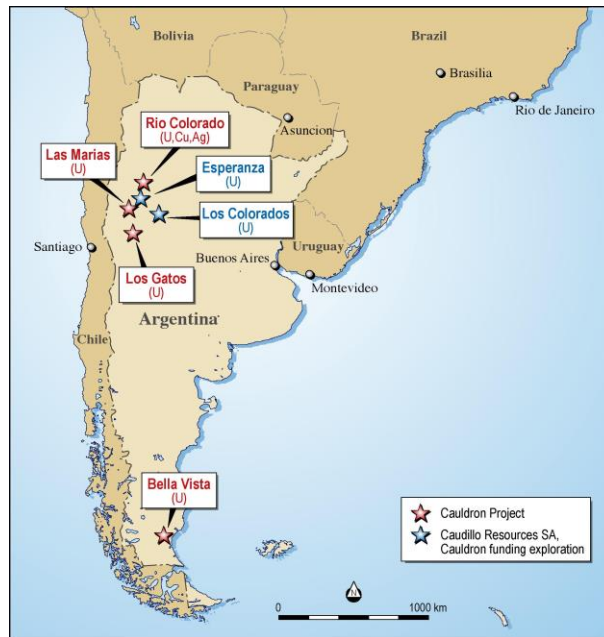 Bolivia
Brazil
Brasilia
Paraguay
Rio de Janeiro
Rio Colorado
(U,Cu,Ag)
Asuncion
Las Marias
(U)
Esperanza
(U)
Los Colorados
(U)
Uruguay
Santiago
Buenos Aires
Los Gatos
(U)
Montevideo
Argentina
Chile
Bella Vista
(U)
Cauldron Project
Caudillo Resources SA,
Cauldron funding exploration
0
1000 km